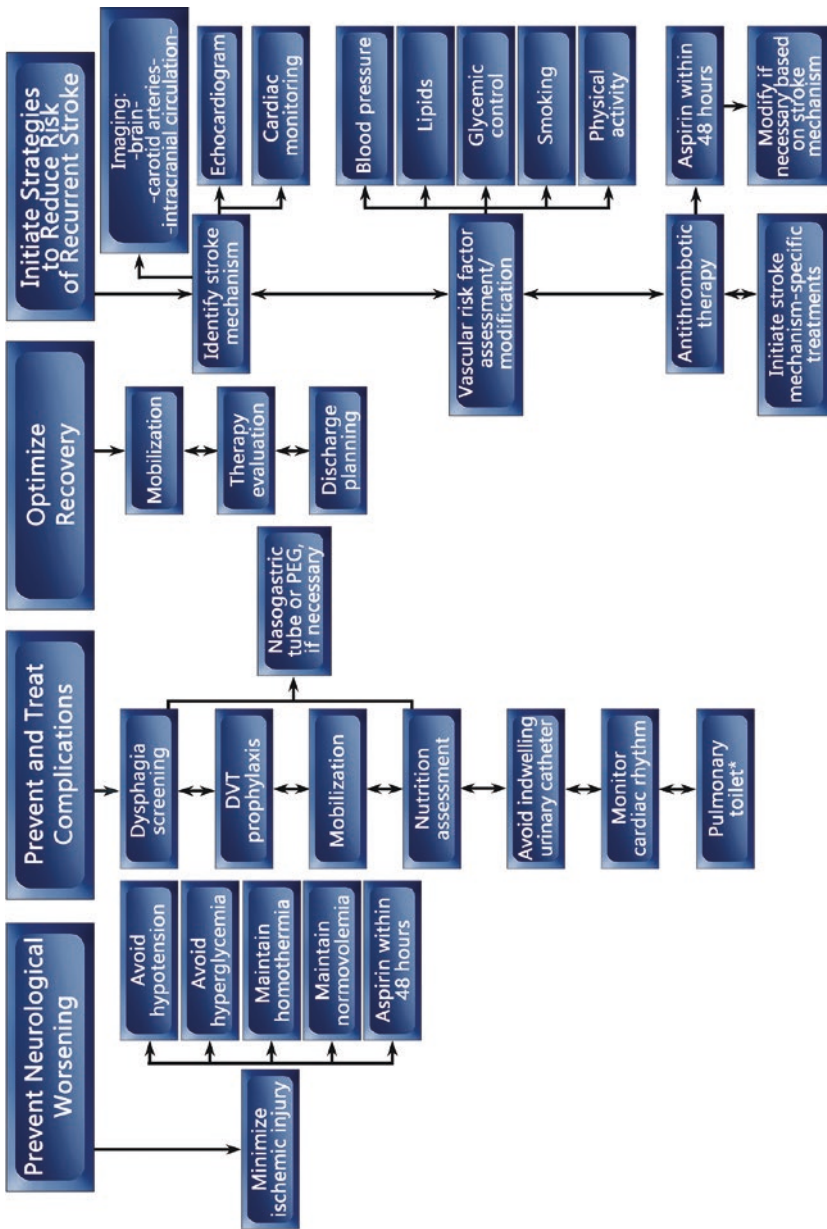 Prevent Neurological
Worsening
Minimize
ischemic injury
Avoid
hypotension
Avoid
hyperglycemia
Maintain
homothermia
Maintain
normovolemia
Aspirin within
48 hours
Prevent and Treat
Complications
Dysphagia
screening
DVT
prophylaxis
Mobilization
Nutrition
assessment
Nasogastric
tube or PEG,
if necessary
Avoid indwelling
urinary catheter
Monitor
cardiac rhythm
Pulmonary
toilet*
Optimize
Recovery
Mobilization
Therapy
evaluation
Discharge
planning
Initiate Strategies
to Reduce Risk
of Recurrent Stroke
Identify stroke
mechanism
Imaging:
-brain-
-carotid arteries-
-intracranial circulation-
Echocardiogram
Cardiac
monitoring
Vascular risk factor
assessment/
modification
Blood pressure
Lipids
Glycemic
control
Smoking
Physical
activity
Antithrombotic
therapy
Aspirin within
48 hours
Modify if
necessary based
on stroke
mechanism
Initiate stroke
mechanism-specific
treatments